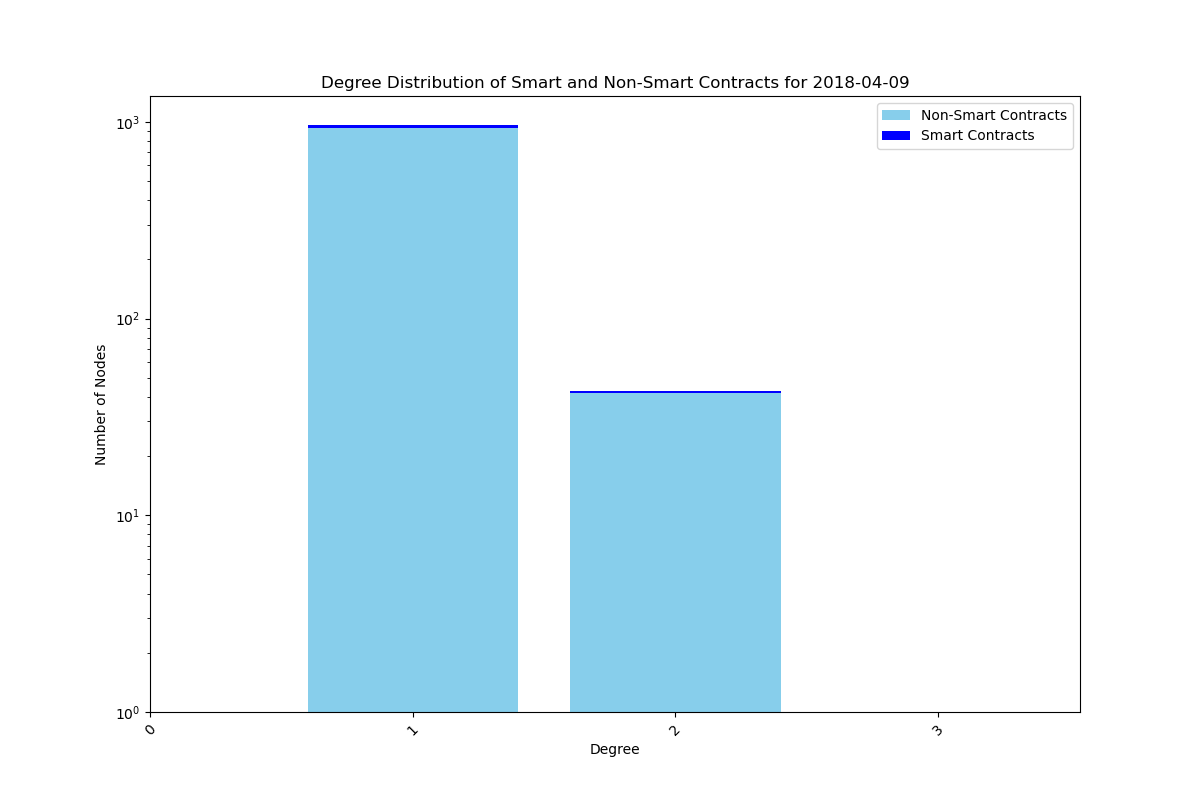 Degree Distribution of Smart and Non-Smart Contracts for 2018-04-09
Non-Smart Contracts
Smart Contracts
Number of Nodes
10³
10²
10¹
10⁰
0 1 2 3
Degree